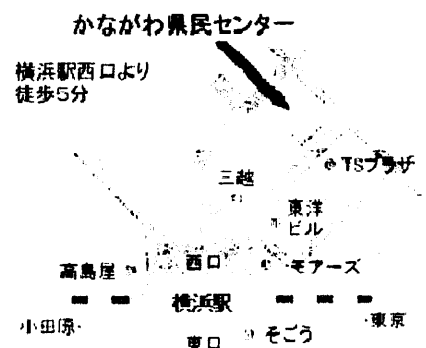 かながわ県民センター
横浜駅西口より
徒歩5分
TSプラザ
三越
東洋
ビル
西口
高島屋
モアーズ
横浜駅
小田原
東京
東口
そごう